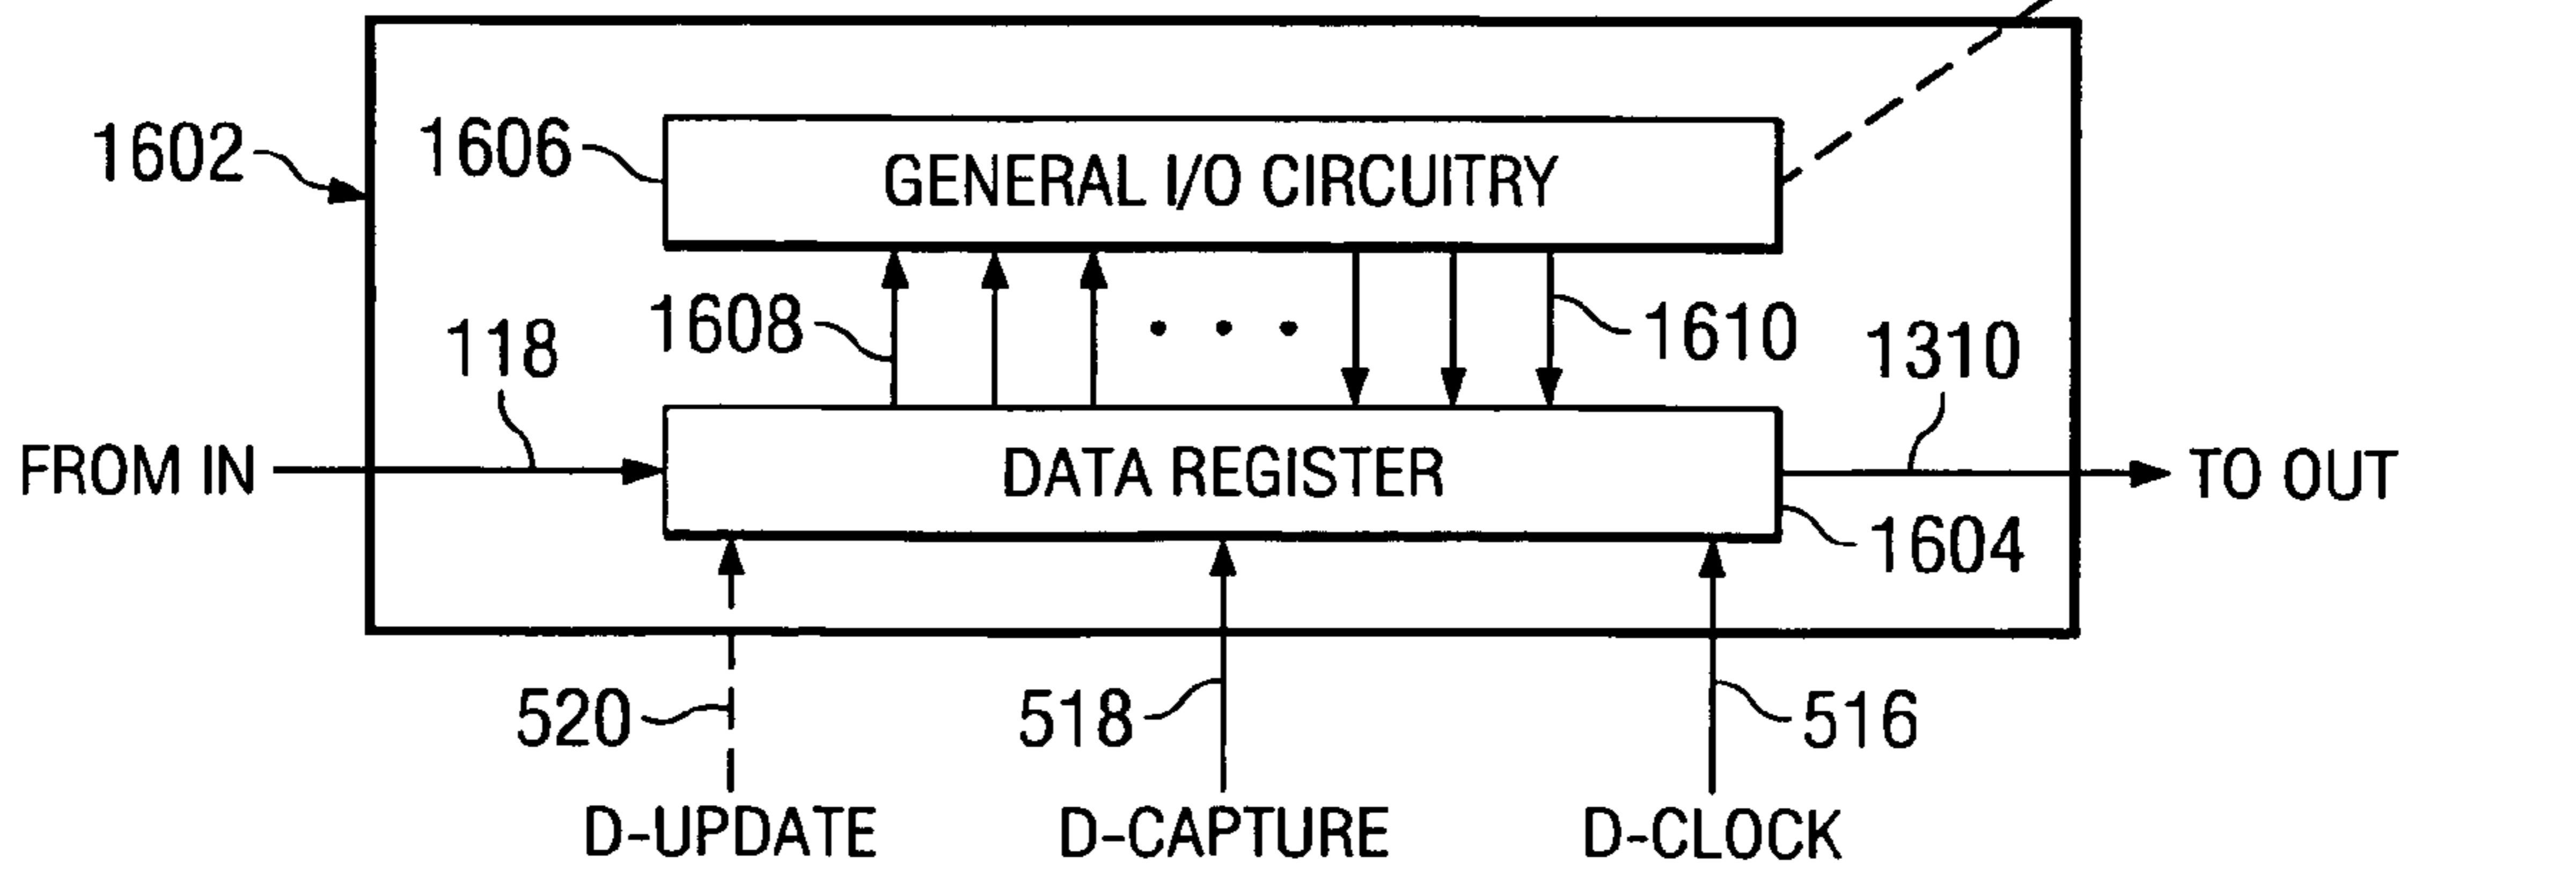 1602
1606
GENERAL I/O CIRCUITRY
1608
1610
118
1310
FROM IN
DATA REGISTER
TO OUT
1604
520
518
516
D-UPDATE
D-CAPTURE
D-CLOCK